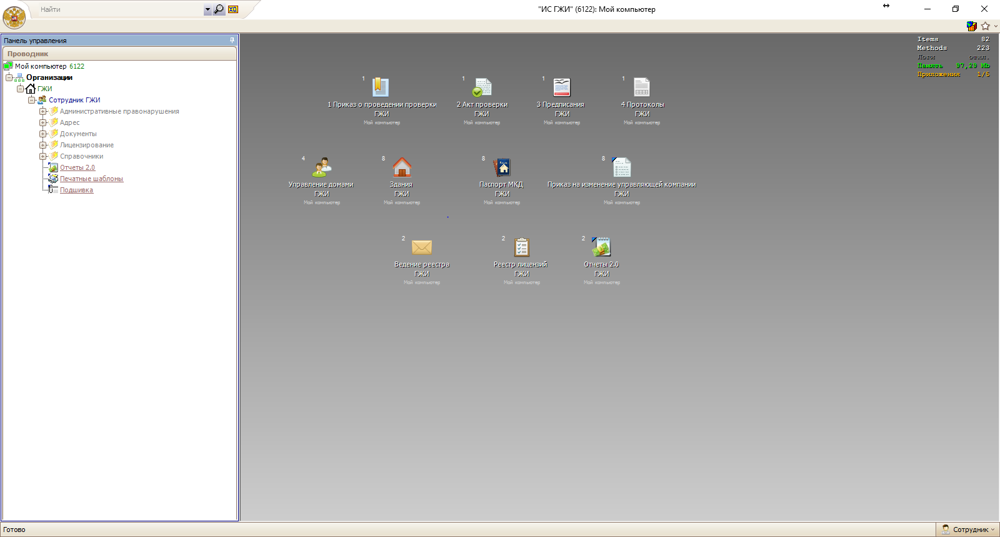 Найти
XQ
"ИС ГЖИ" (6122): Мой компьютер
Панель управления
Проводник
Мой компьютер 6122
Организации
ГЖИ
Сотрудник ГЖИ
Административные правонарушения
Адрес
Документы
Лицензирование
Справочники
Отчеты 2.0
Печатные шаблоны
Подшивка
Items 82
Methods 223
Логи откл.
Память 97,29 Mb
Приложения 1/5
1 1 1 1
1 Приказ о проведении проверки 2 Акт проверки 3 Предписания 4 Протоколы
ГЖИ ГЖИ ГЖИ ГЖИ
Мой компьютер Мой компьютер Мой компьютер Мой компьютер
4 8 8 8
Управление домами Здания Паспорт МКД Приказ на изменение управляющей компании
ГЖИ ГЖИ ГЖИ ГЖИ
Мой компьютер Мой компьютер Мой компьютер Мой компьютер
2 2 2
Ведение реестра Реестр лицензий Отчеты 2.0
ГЖИ ГЖИ ГЖИ
Мой компьютер Мой компьютер Мой компьютер
Готово
Сотрудник